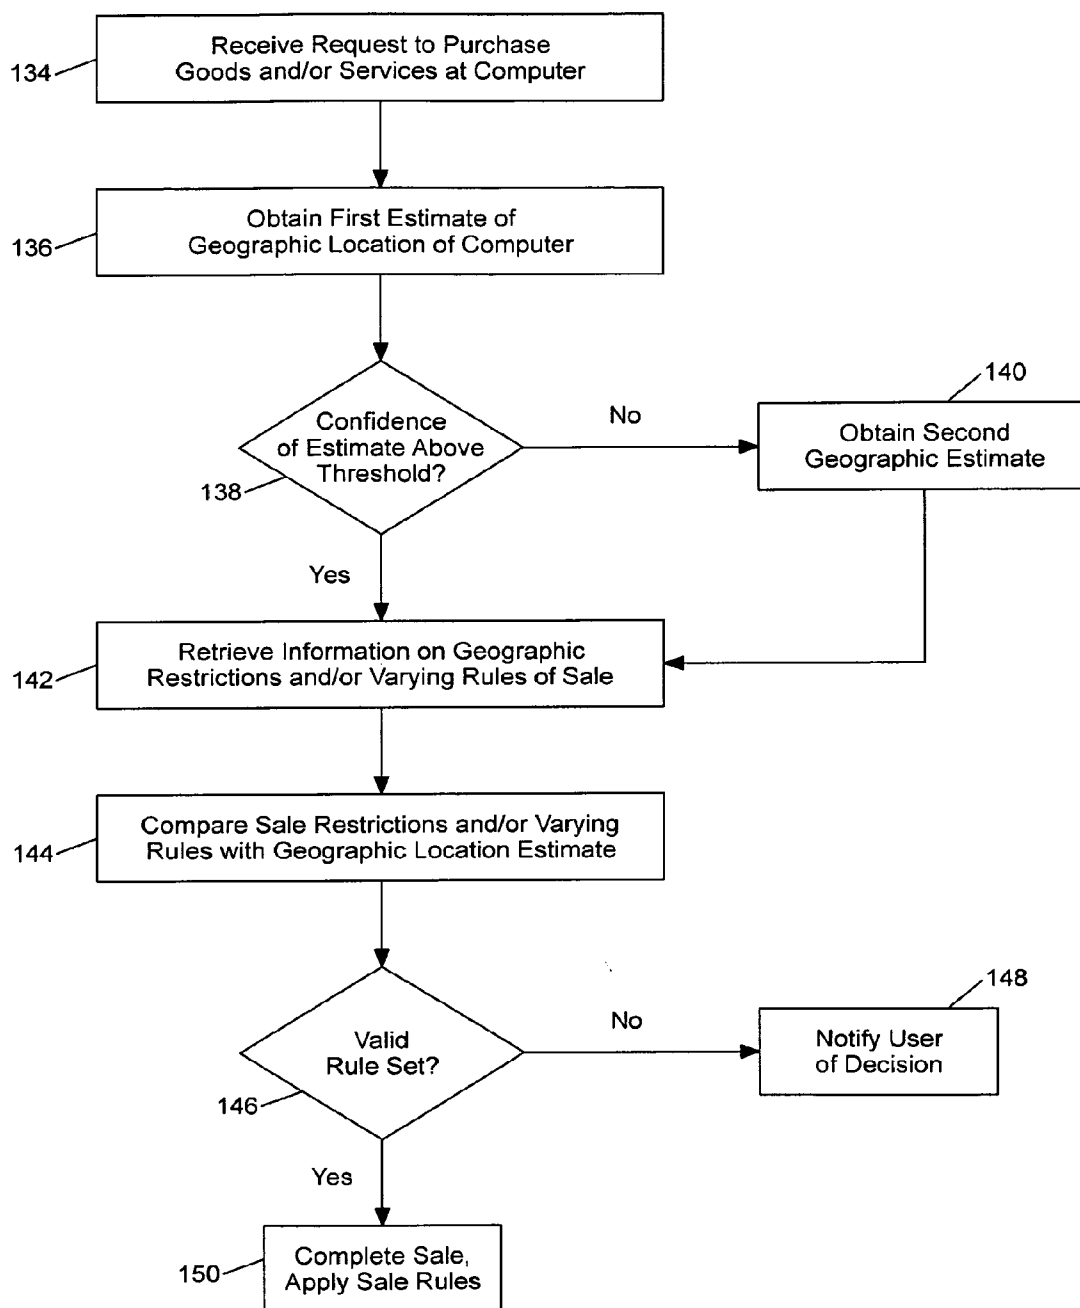 Receive Request to Purchase
Goods and/or Services at Computer
134
Obtain First Estimate of
Geographic Location of Computer
136
Confidence
of Estimate Above
Threshold?
138
No
140
Obtain Second
Geographic Estimate
Yes
Retrieve Information on Geographic
Restrictions and/or Varying Rules of Sale
142
Compare Sale Restrictions and/or Varying
Rules with Geographic Location Estimate
144
Valid
Rule Set?
146
No
148
Notify User
of Decision
Yes
Complete Sale,
Apply Sale Rules
150